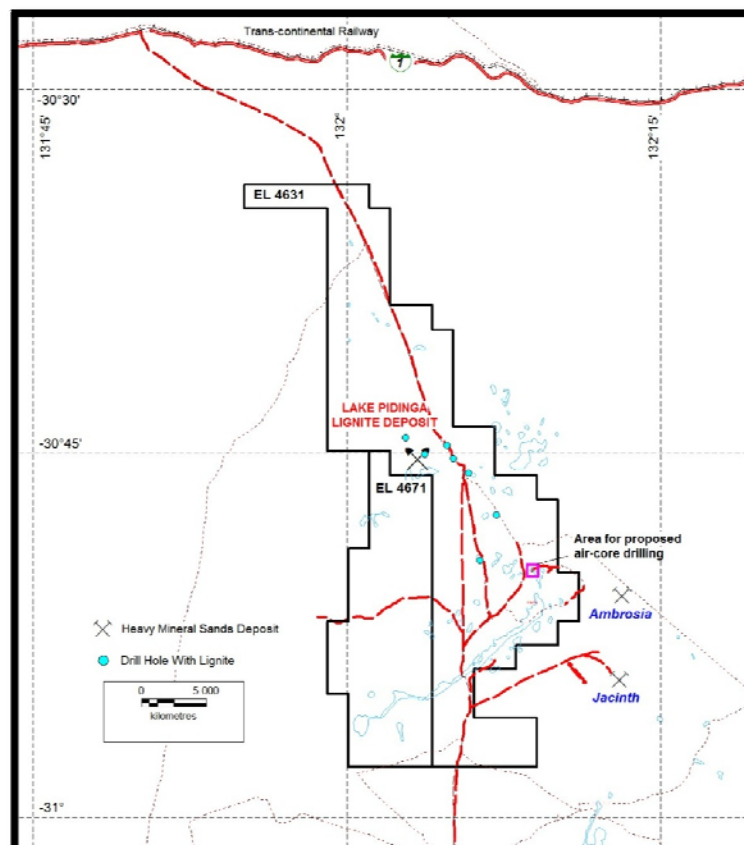 Trans-continental Railway
1
-30°30'
131°45'
132°
132°15'
EL 4631
LAKE PIDINGA
LIGNITE DEPOSIT
-30°45'
EL 4671
Area for proposed
air-core drilling
Ambrosia
Heavy Mineral Sands Deposit
Drill Hole With Lignite
Jacinth
0 5 000
kilometres
-31°